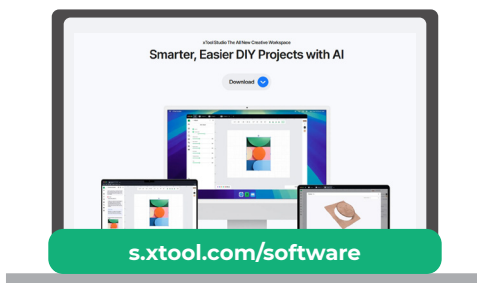 xTool Studio The All New Creative Workspace
Smarter, Easier DIY Projects with AI
Download
s.xtool.com/software